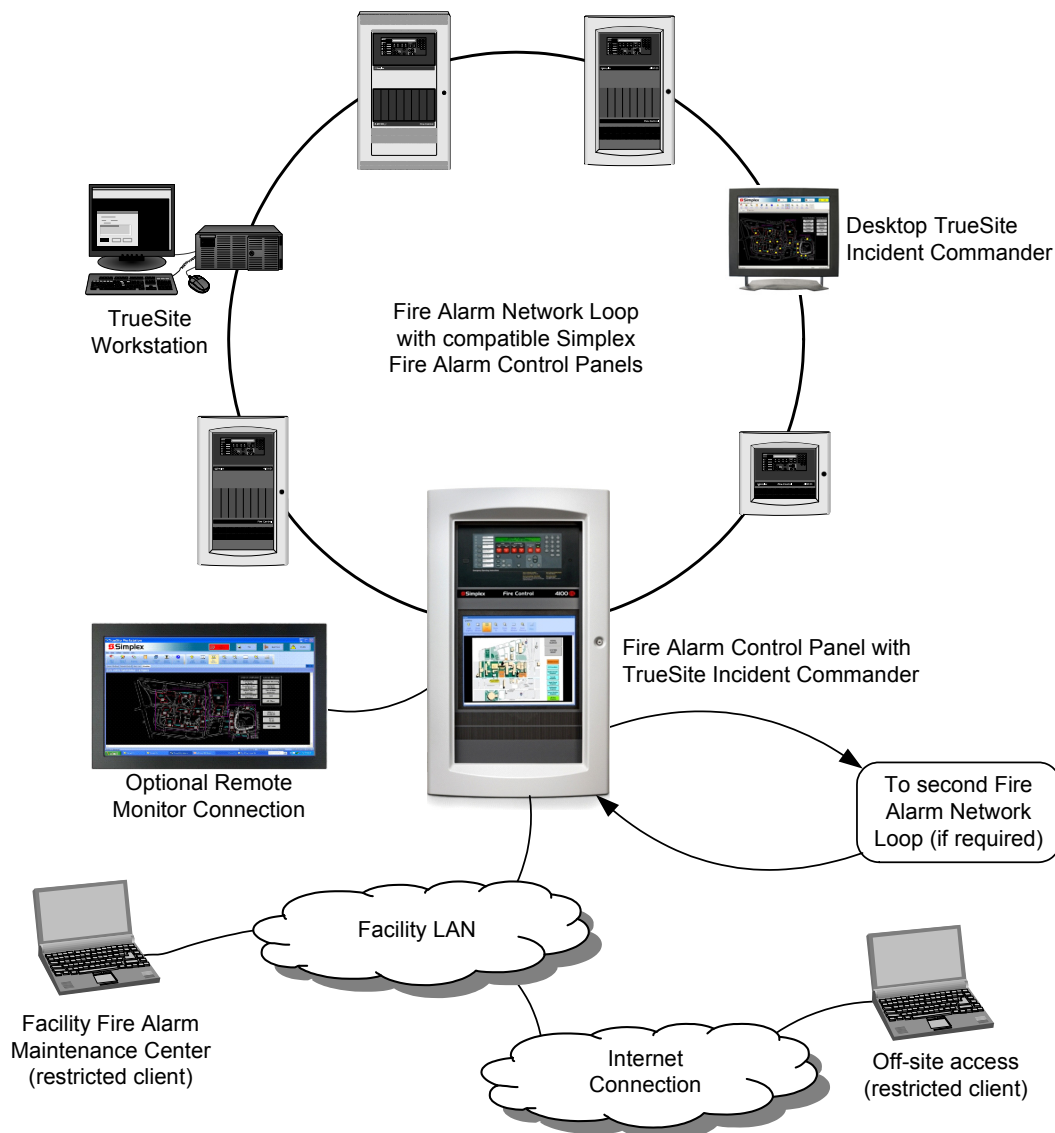 Desktop TrueSite
Incident Commander
TrueSite
Workstation
Fire Alarm Network Loop
with compatible Simplex
Fire Alarm Control Panels
Simplex
Fire Control
4100
Fire Alarm Control Panel with
TrueSite Incident Commander
TrueSite Workstation
Simplex
Optional Remote
Monitor Connection
To second Fire
Alarm Network
Loop (if required)
Facility LAN
Facility Fire Alarm
Maintenance Center
(restricted client)
Internet
Connection
Off-site access
(restricted client)